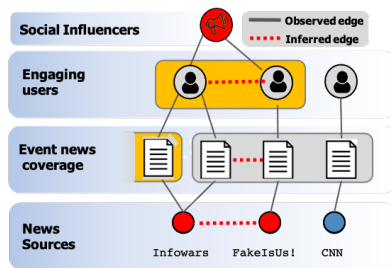 Social Influencers
Observed edge
Inferred edge
Engaging
users
Event news
coverage
News
Sources
Infowars
FakeIsUs!
CNN